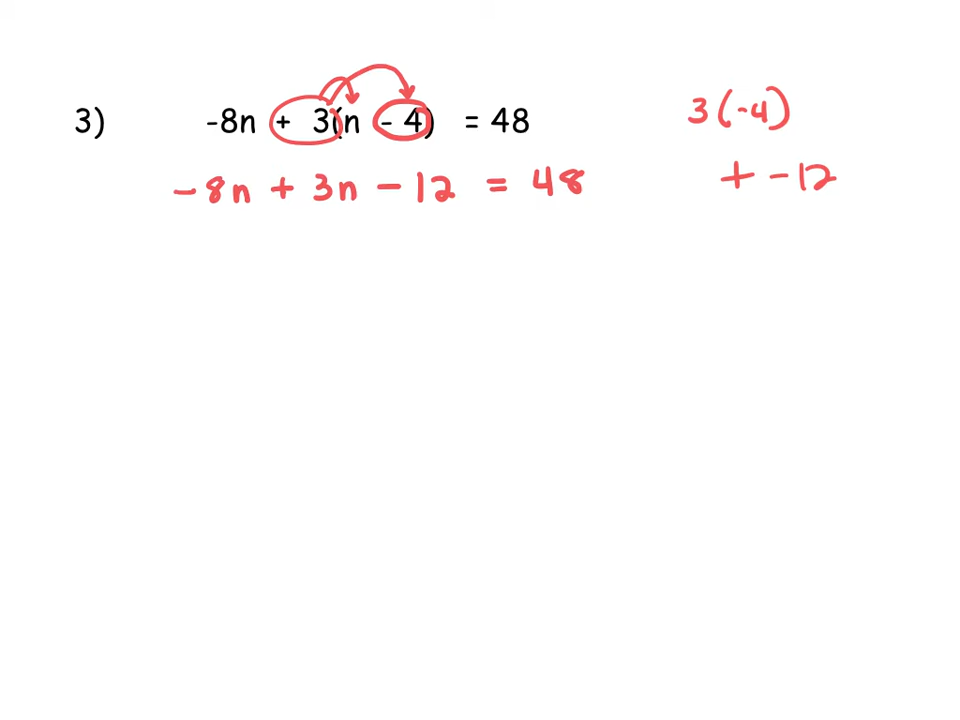 3) -8n + 3(n - 4) = 48
3(-4)
-8n + 3n - 12 = 48
+ -12